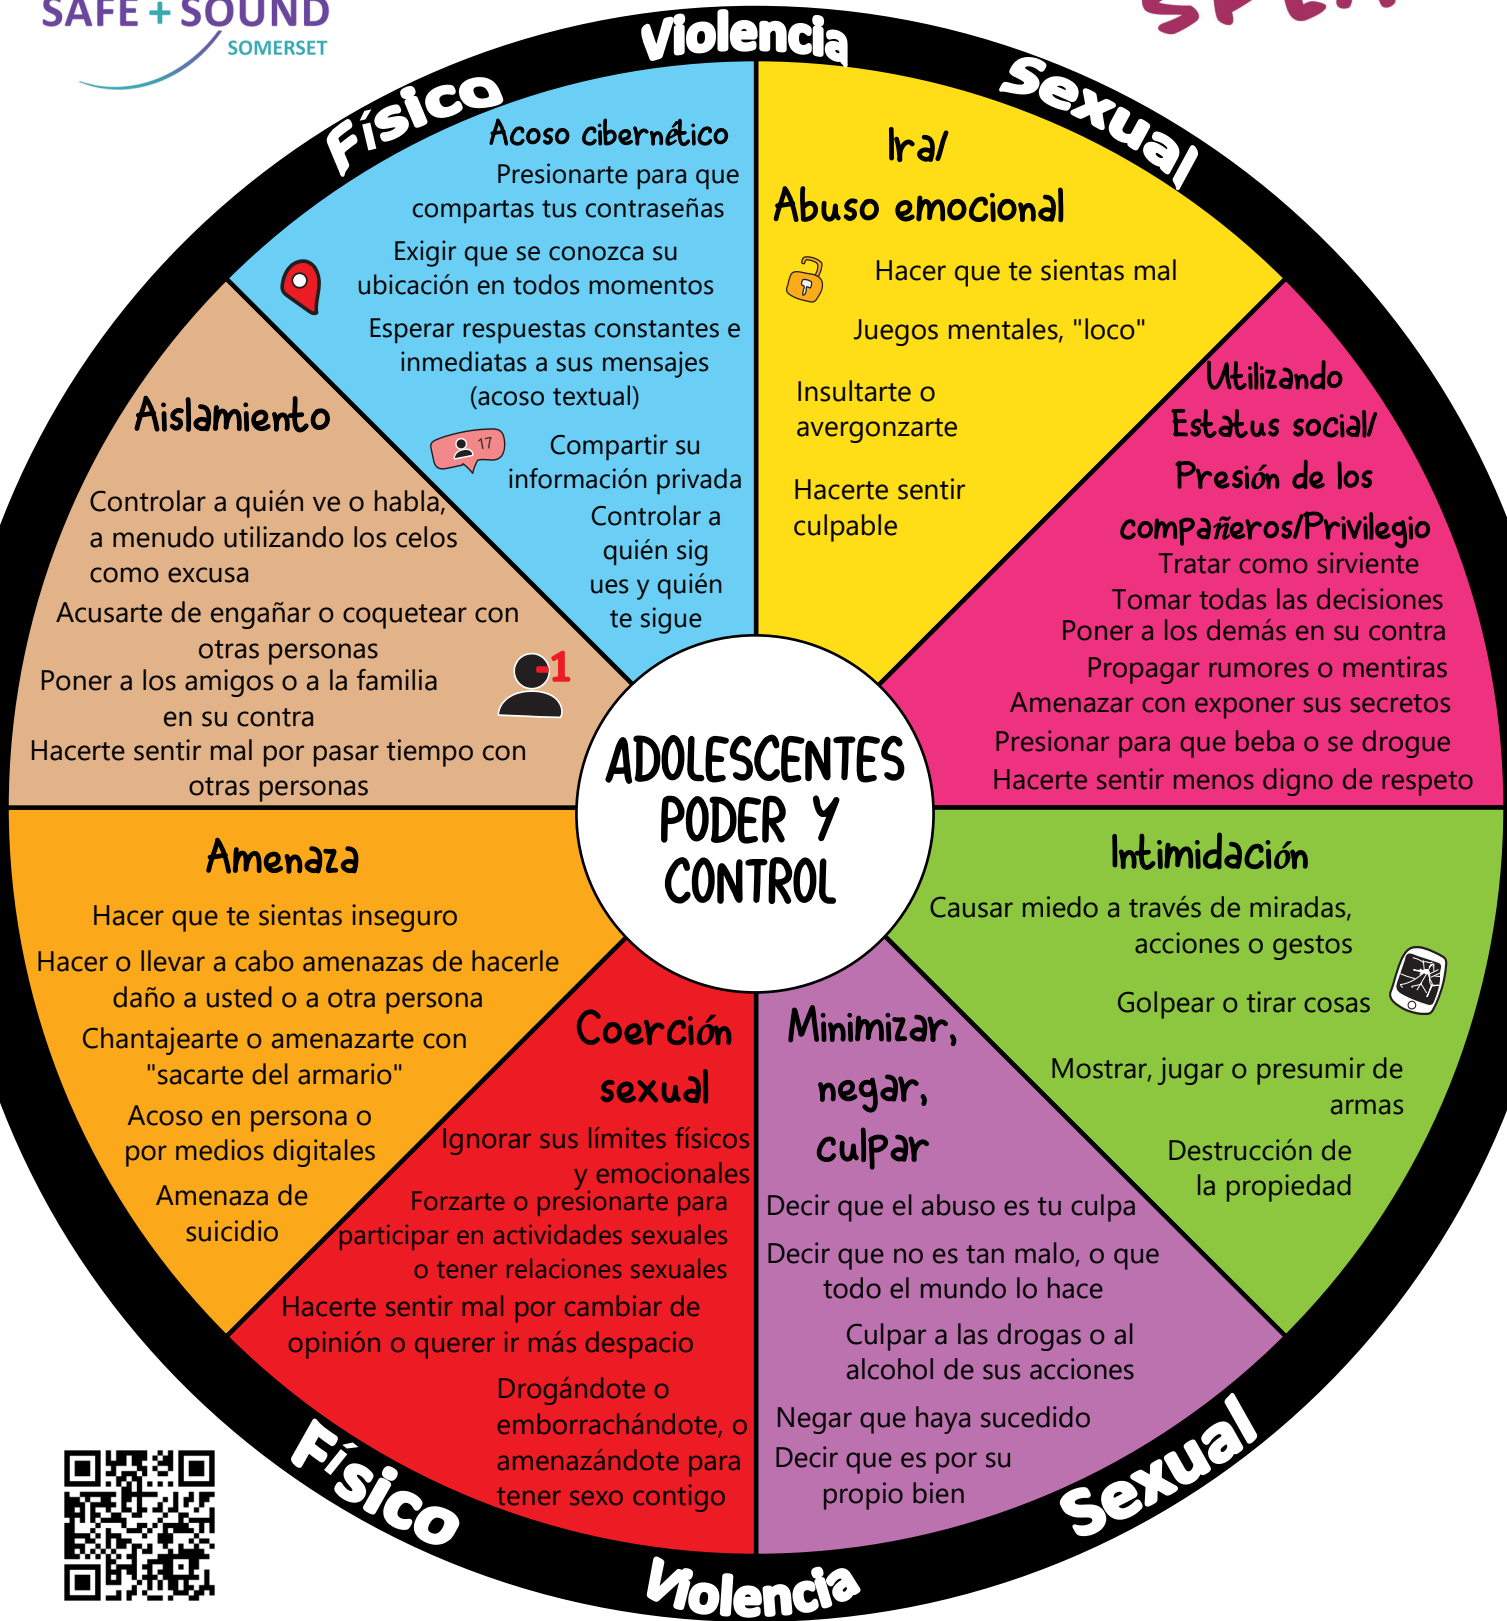 SAFE + SOUND
SOMERSET
Físico
Violencia
Sexual
Acoso cibernético
Presionarte para que
compartas tus contraseñas
Exigir que se conozca su
ubicación en todos momentos
Esperar respuestas constantes e
inmediatas a sus mensajes
(acoso textual)
17
Compartir su
información privada
Controlar a
quién sig
ues y quién
te sigue
Ira/
Abuso emocional
Hacer que te sientas mal
Juegos mentales, "loco"
Insultarte o
avergonzarte
Hacerte sentir
culpable
Utilizando
Estatus social/
Presión de los
compañeros/Privilegio
Tratar como sirviente
Tomar todas las decisiones
Poner a los demás en su contra
Propagar rumores o mentiras
Amenazar con exponer sus secretos
Presionar para que beba o se drogue
Hacerte sentir menos digno de respeto
Aislamiento
Controlar a quién ve o habla,
a menudo utilizando los celos
como excusa
Acusarte de engañar o coquetear con
otras personas
Poner a los amigos o a la familia
en su contra
Hacerte sentir mal por pasar tiempo con
otras personas
-1
ADOLESCENTES
PODER Y
CONTROL
Amenaza
Hacer que te sientas inseguro
Hacer o llevar a cabo amenazas de hacerle
daño a usted o a otra persona
Chantajearte o amenazarte con
"sacarte del armario"
Acoso en persona o
por medios digitales
Amenaza de
suicidio
Intimidación
Causar miedo a través de miradas,
acciones o gestos
Golpear o tirar cosas
Mostrar, jugar o presumir de
armas
Destrucción de
la propiedad
Coerción
sexual
Ignorar sus límites físicos
y emocionales
Forzarte o presionarte para
participar en actividades sexuales
o tener relaciones sexuales
Hacerte sentir mal por cambiar de
opinión o querer ir más despacio
Drogándote o
emborrachándote, o
amenazándote para
tener sexo contigo
Minimizar,
negar,
culpar
Decir que el abuso es tu culpa
Decir que no es tan malo, o que
todo el mundo lo hace
Culpar a las drogas o al
alcohol de sus acciones
Negar que haya sucedido
Decir que es por su
propio bien
Físico
Violencia
Sexual